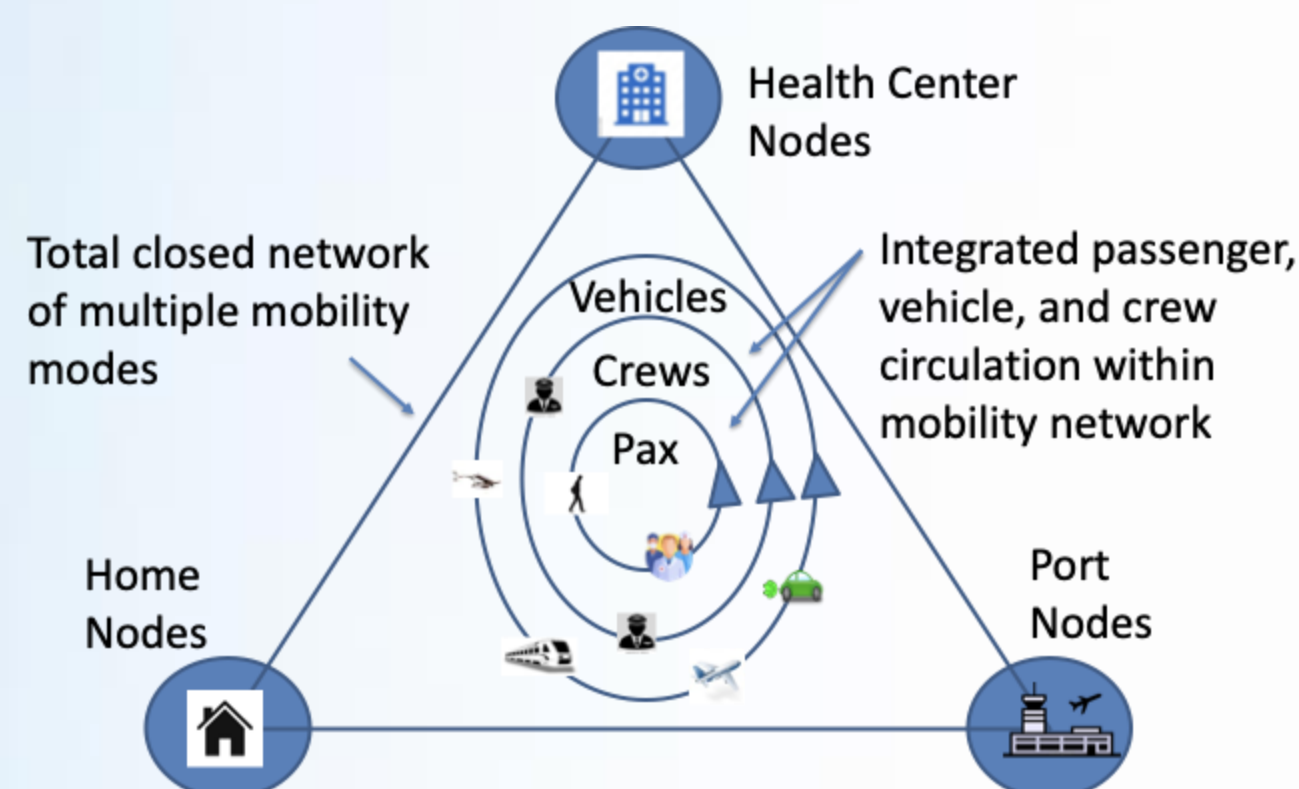 Health Center
Nodes
Total closed network
of multiple mobility
modes
Integrated passenger,
vehicle, and crew
circulation within
mobility network
Vehicles
Crews
Pax
Home
Nodes
Port
Nodes